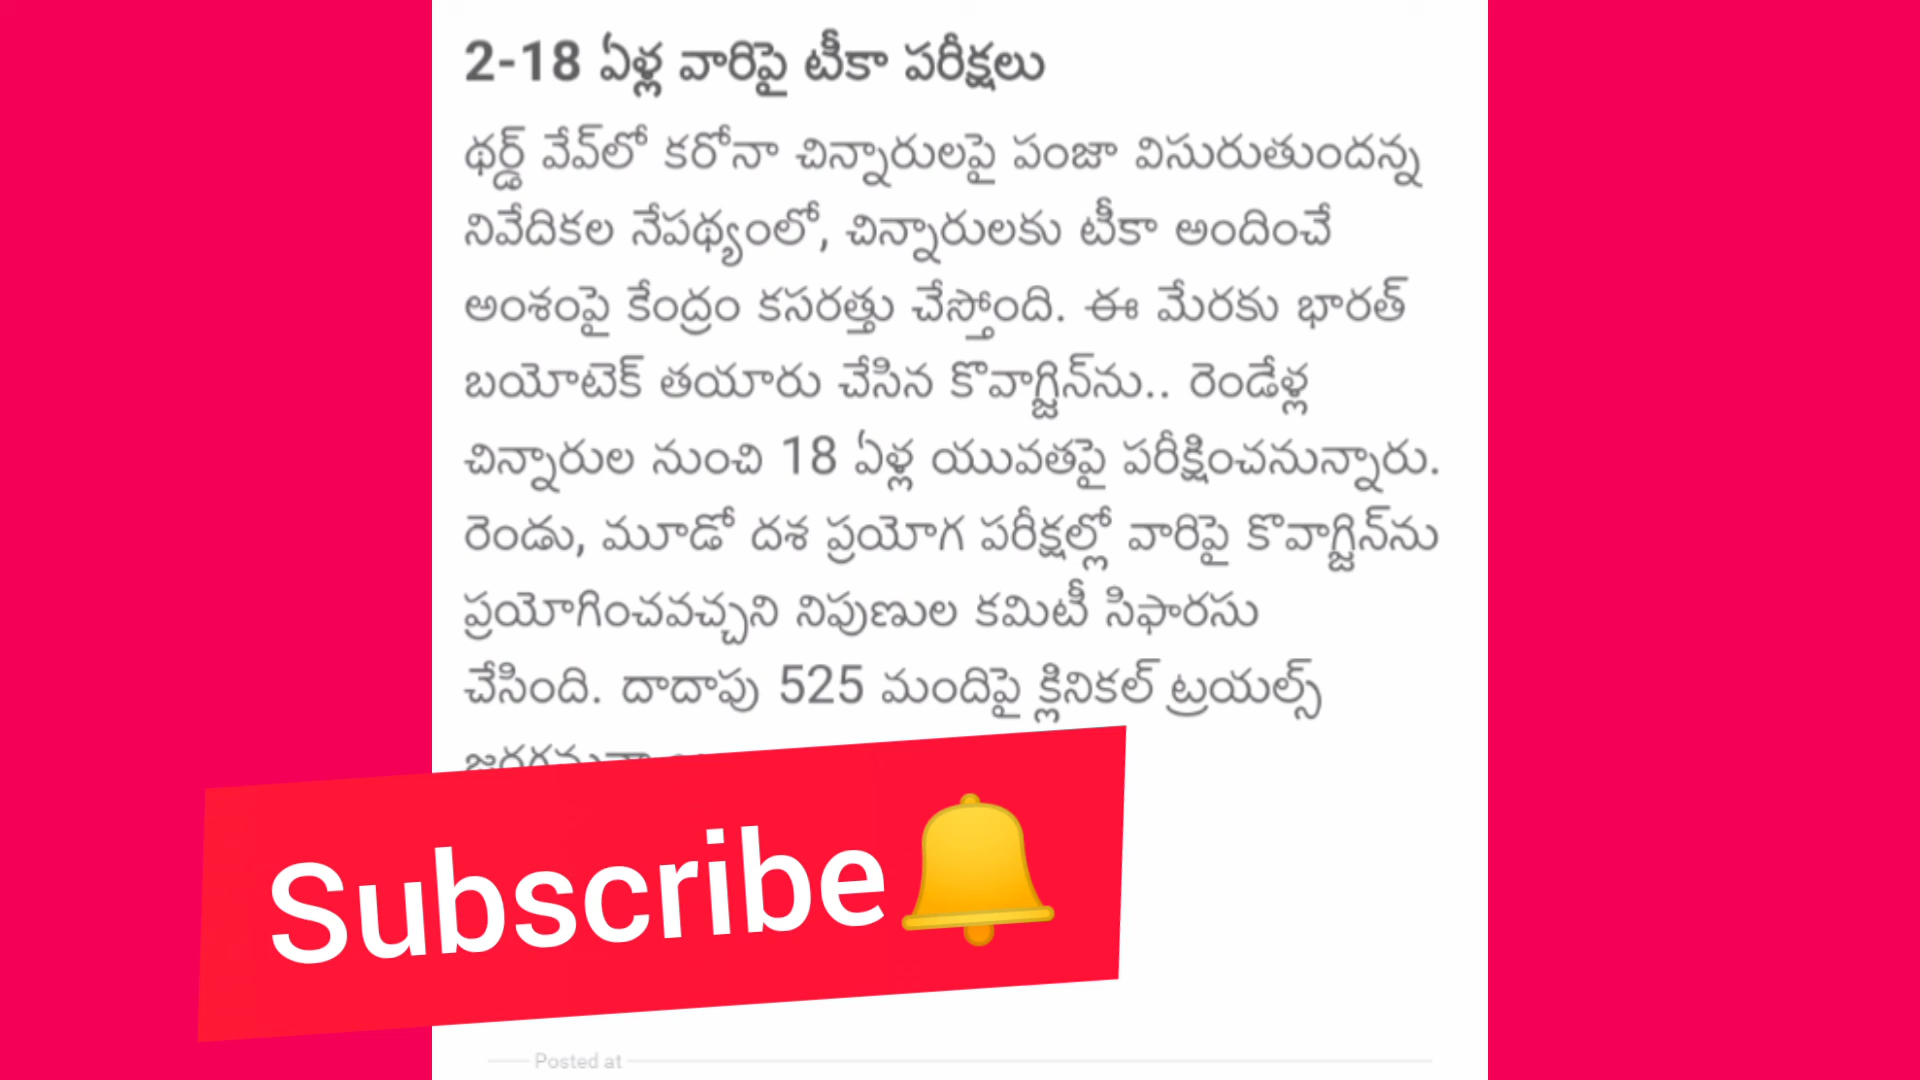 2-18 ఏళ్ల వారిపై టీకా పరీక్షలు
థర్డ్ వేవ్‌లో కరోనా చిన్నారులపై పంజా విసురుతుందన్న
నివేదికల నేపథ్యంలో, చిన్నారులకు టీకా అందించే
అంశంపై కేంద్రం కసరత్తు చేస్తోంది. ఈ మేరకు భారత్
బయోటెక్ తయారు చేసిన కొవాగ్జిన్‌ను.. రెండేళ్ల
చిన్నారుల నుంచి 18 ఏళ్ల యువతపై పరీక్షించనున్నారు.
రెండు, మూడో దశ ప్రయోగ పరీక్షల్లో వారిపై కొవాగ్జిన్‌ను
ప్రయోగించవచ్చని నిపుణుల కమిటీ సిఫారసు
చేసింది. దాదాపు 525 మందిపై క్లినికల్ ట్రయల్స్
Subscribe
Posted at